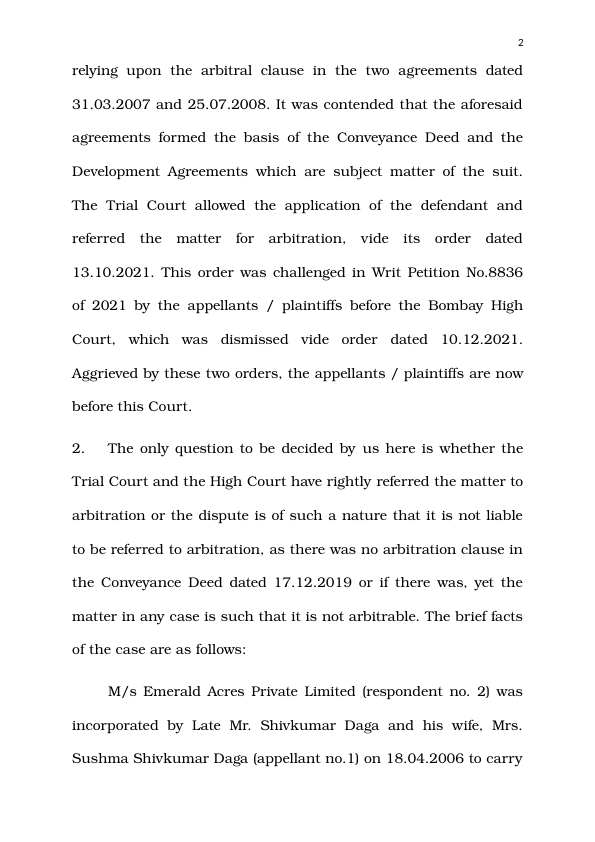 2
relying upon the arbitral clause in the two agreements dated
31.03.2007 and 25.07.2008. It was contended that the aforesaid
agreements formed the basis of the Conveyance Deed and the
Development Agreements which are subject matter of the suit.
The Trial Court allowed the application of the defendant and
referred the matter for arbitration, vide its order dated
13.10.2021. This order was challenged in Writ Petition No.8836
of 2021 by the appellants / plaintiffs before the Bombay High
Court, which was dismissed vide order dated 10.12.2021.
Aggrieved by these two orders, the appellants / plaintiffs are now
before this Court.
2. The only question to be decided by us here is whether the
Trial Court and the High Court have rightly referred the matter to
arbitration or the dispute is of such a nature that it is not liable
to be referred to arbitration, as there was no arbitration clause in
the Conveyance Deed dated 17.12.2019 or if there was, yet the
matter in any case is such that it is not arbitrable. The brief facts
of the case are as follows:
M/s Emerald Acres Private Limited (respondent no. 2) was
incorporated by Late Mr. Shivkumar Daga and his wife, Mrs.
Sushma Shivkumar Daga (appellant no.1) on 18.04.2006 to carry